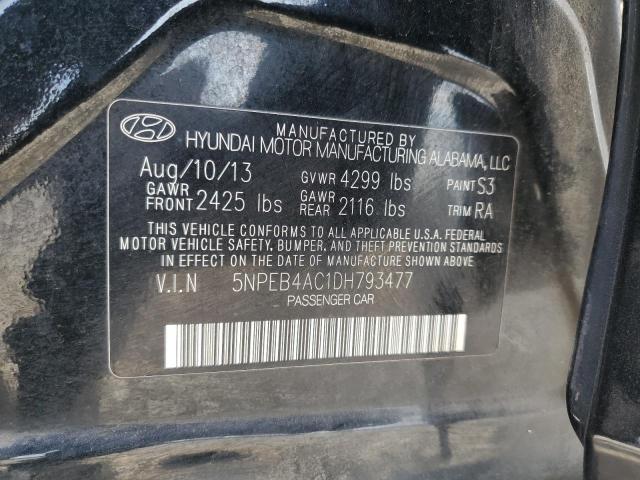 MANUFACTURED BY
HYUNDAI MOTOR MANUFACTURING ALABAMA, LLC
Aug/10/13 GVWR 4299 lbs PAINT S3
GAWR FRONT 2425 lbs GAWR REAR 2116 lbs TRIM RA
THIS VEHICLE CONFORMS TO ALL APPLICABLE U.S.A. FEDERAL
MOTOR VEHICLE SAFETY, BUMPER, AND THEFT PREVENTION STANDARDS
IN EFFECT ON THE DATE OF MANUFACTURE SHOWN ABOVE.
V.I.N 5NPEB4AC1DH793477
PASSENGER CAR